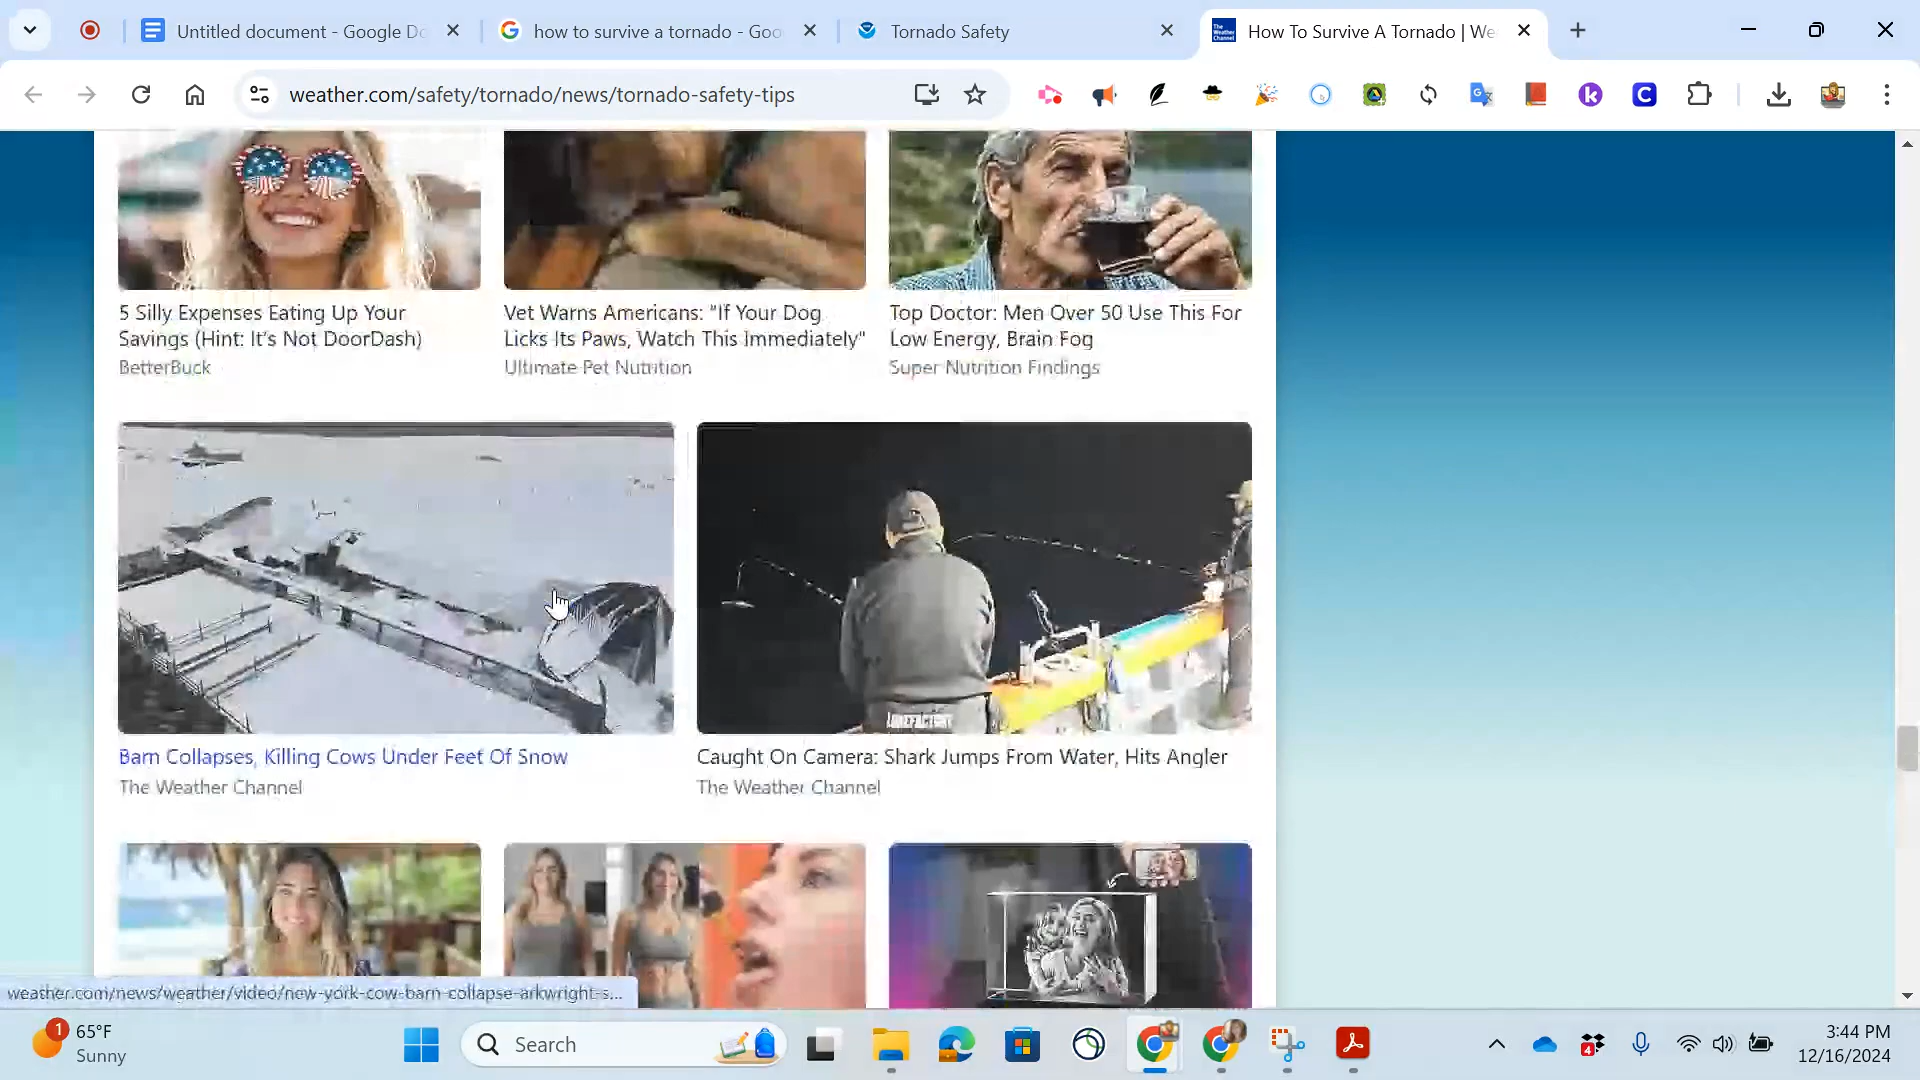 Untitled document - Google Do
how to survive a tornado - Goo
Tornado Safety
How To Survive A Tornado | We
weather.com/safety/tornado/news/tornado-safety-tips
5 Silly Expenses Eating Up Your
Savings (Hint: It's Not DoorDash)
BetterBuck
Vet Warns Americans: "If Your Dog
Licks Its Paws, Watch This Immediately"
Ultimate Pet Nutrition
Top Doctor: Men Over 50 Use This For
Low Energy, Brain Fog
Super Nutrition Findings
Barn Collapses, Killing Cows Under Feet Of Snow
The Weather Channel
Caught On Camera: Shark Jumps From Water, Hits Angler
The Weather Channel
weather.com/news/weather/video/new-york-cow-barn-collapse-arkwright-s...
1
65°F
Sunny
Search
4
3:44 PM
12/16/2024